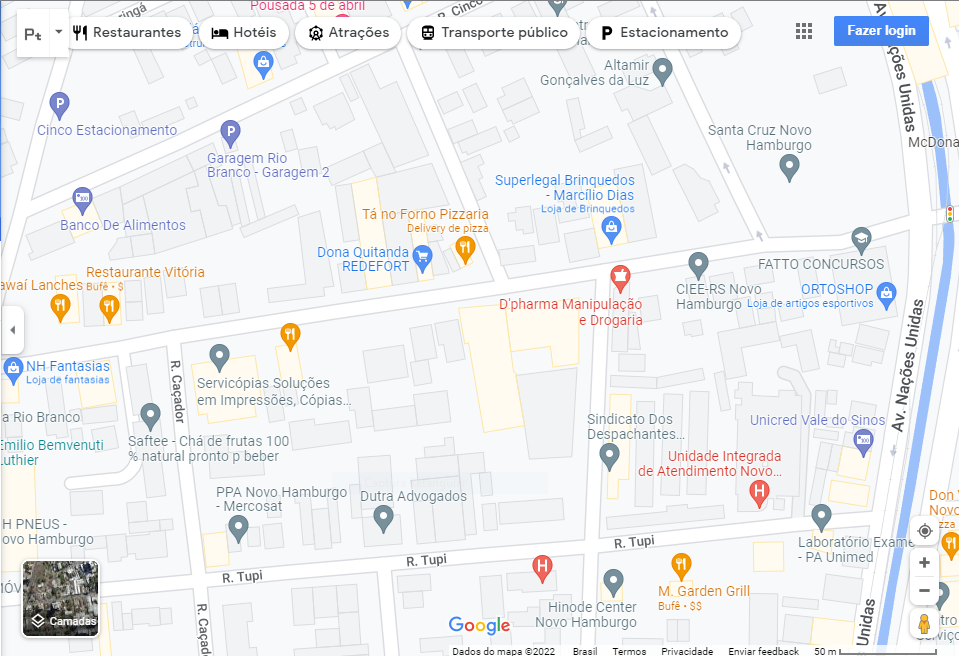 Pousada 5 de abril
R. Cinco
Restaurantes
Hotéis
Atrações
Transporte público
Estacionamento
Fazer login
Altamir
Gonçalves da Luz
Av. Nações Unidas
Cinco Estacionamento
Garagem Rio
Branco - Garagem 2
Santa Cruz Novo
Hamburgo
McDona
Superlegal Brinquedos
- Marcílio Dias
Loja de Brinquedos
Banco De Alimentos
Tá no Forno Pizzaria
Delivery de pizza
Dona Quitanda
REDEFORT
FATTO CONCURSOS
Restaurante Vitória
Bufê • $
awaí Lanches
CIEE-RS Novo
Hamburgo
ORTOSHOP
Loja de artigos esportivos
D'pharma Manipulação
e Drogaria
NH Fantasias
Loja de fantasias
R. Caçador
Servicópias Soluções
em Impressões, Cópias...
Av. Nações Unidas
a Rio Branco
Saftee - Chá de frutas 100
% natural pronto p beber
Emilio Bemvenuti
Luthier
Sindicato Dos
Despachantes...
Unicred Vale do Sinos
Unidade Integrada
de Atendimento Novo...
PPA Novo Hamburgo
- Mercosat
Dutra Advogados
H PNEUS -
ovo Hamburgo
Don
Novo
zza
R. Tupi
R. Tupi
R. Tupi
Laboratório Exame
- PA Unimed
M. Garden Grill
Bufê • $$
Hinode Center
Novo Hamburgo
Camadas
R. Caçador
Google
Unidas
Dados do mapa ©2022
Brasil
Termos
Privacidade
Enviar feedback
50 m